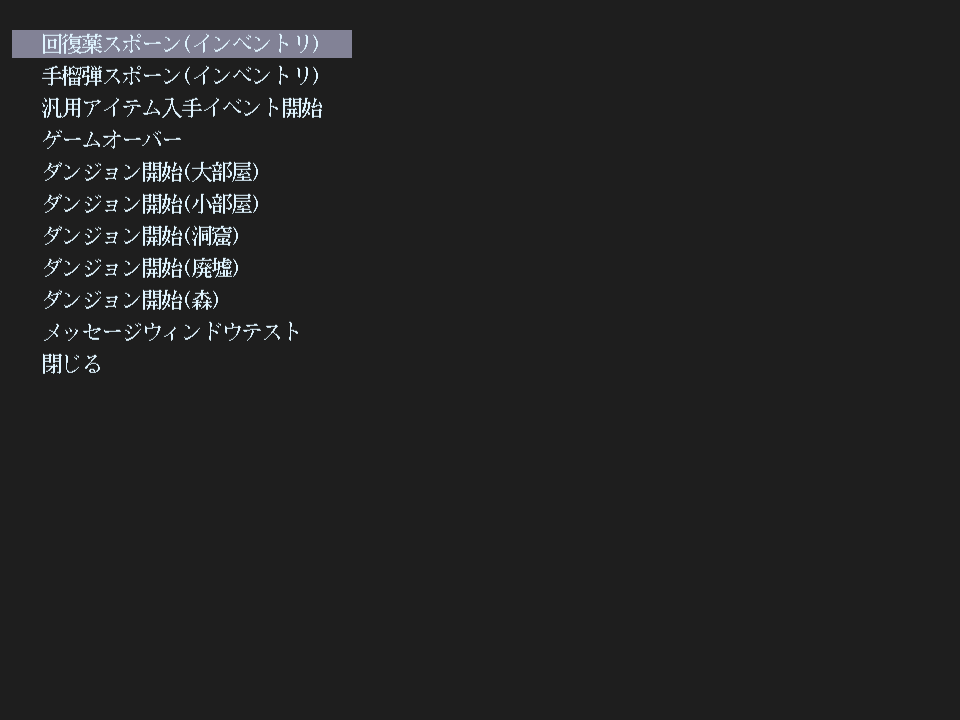 回復薬スポーン(インベントリ)
手榴弾スポーン(インベントリ)
汎用アイテム入手イベント開始
ゲームオーバー
ダンジョン開始(大部屋)
ダンジョン開始(小部屋)
ダンジョン開始(洞窟)
ダンジョン開始(廃墟)
ダンジョン開始(森)
メッセージウィンドウテスト
閉じる